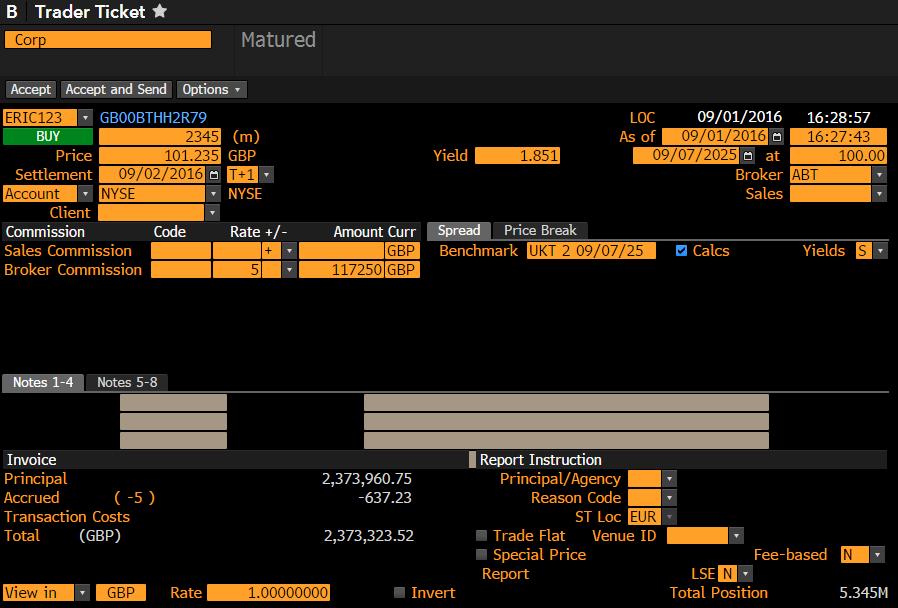 B Trader Ticket ★
Corp Matured
Accept Accept and Send Options
ERIC123 GB00BTHH2R79 LOC 09/01/2016 16:28:57
BUY 2345 (m) As of 09/01/2016 16:27:43
Price 101.235 GBP Yield 1.851 09/07/2025 at 100.00
Settlement 09/02/2016 T+1 Broker ABT
Account NYSE NYSE Sales
Client
Commission Code Rate +/- Amount Curr Spread Price Break
Sales Commission + GBP Benchmark UKT 2 09/07/25 Calcs Yields S
Broker Commission 5 117250 GBP
Notes 1-4 Notes 5-8
Invoice Report Instruction
Principal 2,373,960.75 Principal/Agency
Accrued ( -5 ) -637.23 Reason Code
Transaction Costs ST Loc EUR
Total (GBP) 2,373,323.52 Trade Flat Venue ID
Special Price Fee-based N
Report LSE N
View in GBP Rate 1.00000000 Invert Total Position 5.345M